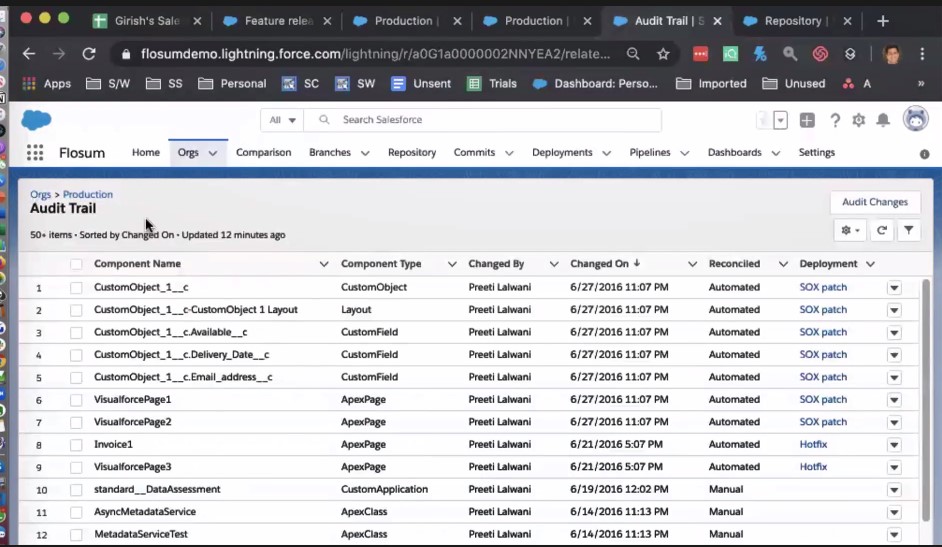 Girish's Sale
Feature relea
Production |
Production |
Audit Trail | S
Repository |
flosumdemo.lightning.force.com/lightning/r/a0G1a0000002NNYEA2/relate...
Apps S/W SS Personal SC SW Unsent Trials Dashboard: Perso... Imported Unused A »
All Search Salesforce
Flosum Home Orgs Comparison Branches Repository Commits Deployments Pipelines Dashboards Settings
Orgs > Production
Audit Trail
Audit Changes
50+ items • Sorted by Changed On • Updated 12 minutes ago
Component Name Component Type Changed By Changed On ↓ Reconciled Deployment
1 CustomObject_1__c CustomObject Preeti Lalwani 6/27/2016 11:07 PM Automated SOX patch
2 CustomObject_1__c-CustomObject 1 Layout Layout Preeti Lalwani 6/27/2016 11:07 PM Automated SOX patch
3 CustomObject_1__c.Available__c CustomField Preeti Lalwani 6/27/2016 11:07 PM Automated SOX patch
4 CustomObject_1__c.Delivery_Date__c CustomField Preeti Lalwani 6/27/2016 11:07 PM Automated SOX patch
5 CustomObject_1__c.Email_address__c CustomField Preeti Lalwani 6/27/2016 11:07 PM Automated SOX patch
6 VisualforcePage1 ApexPage Preeti Lalwani 6/27/2016 11:07 PM Automated SOX patch
7 VisualforcePage2 ApexPage Preeti Lalwani 6/27/2016 11:07 PM Automated SOX patch
8 Invoice1 ApexPage Preeti Lalwani 6/21/2016 5:07 PM Automated Hotfix
9 VisualforcePage3 ApexPage Preeti Lalwani 6/21/2016 5:07 PM Automated Hotfix
10 standard__DataAssessment CustomApplication Preeti Lalwani 6/19/2016 12:02 PM Manual
11 AsyncMetadataService ApexClass Preeti Lalwani 6/14/2016 11:13 PM Manual
12 MetadataServiceTest ApexClass Preeti Lalwani 6/14/2016 11:13 PM Manual